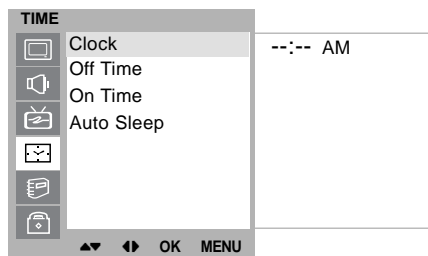 TIME
Clock --:-- AM
Off Time
On Time
Auto Sleep
▲▼ ◀▶ OK MENU